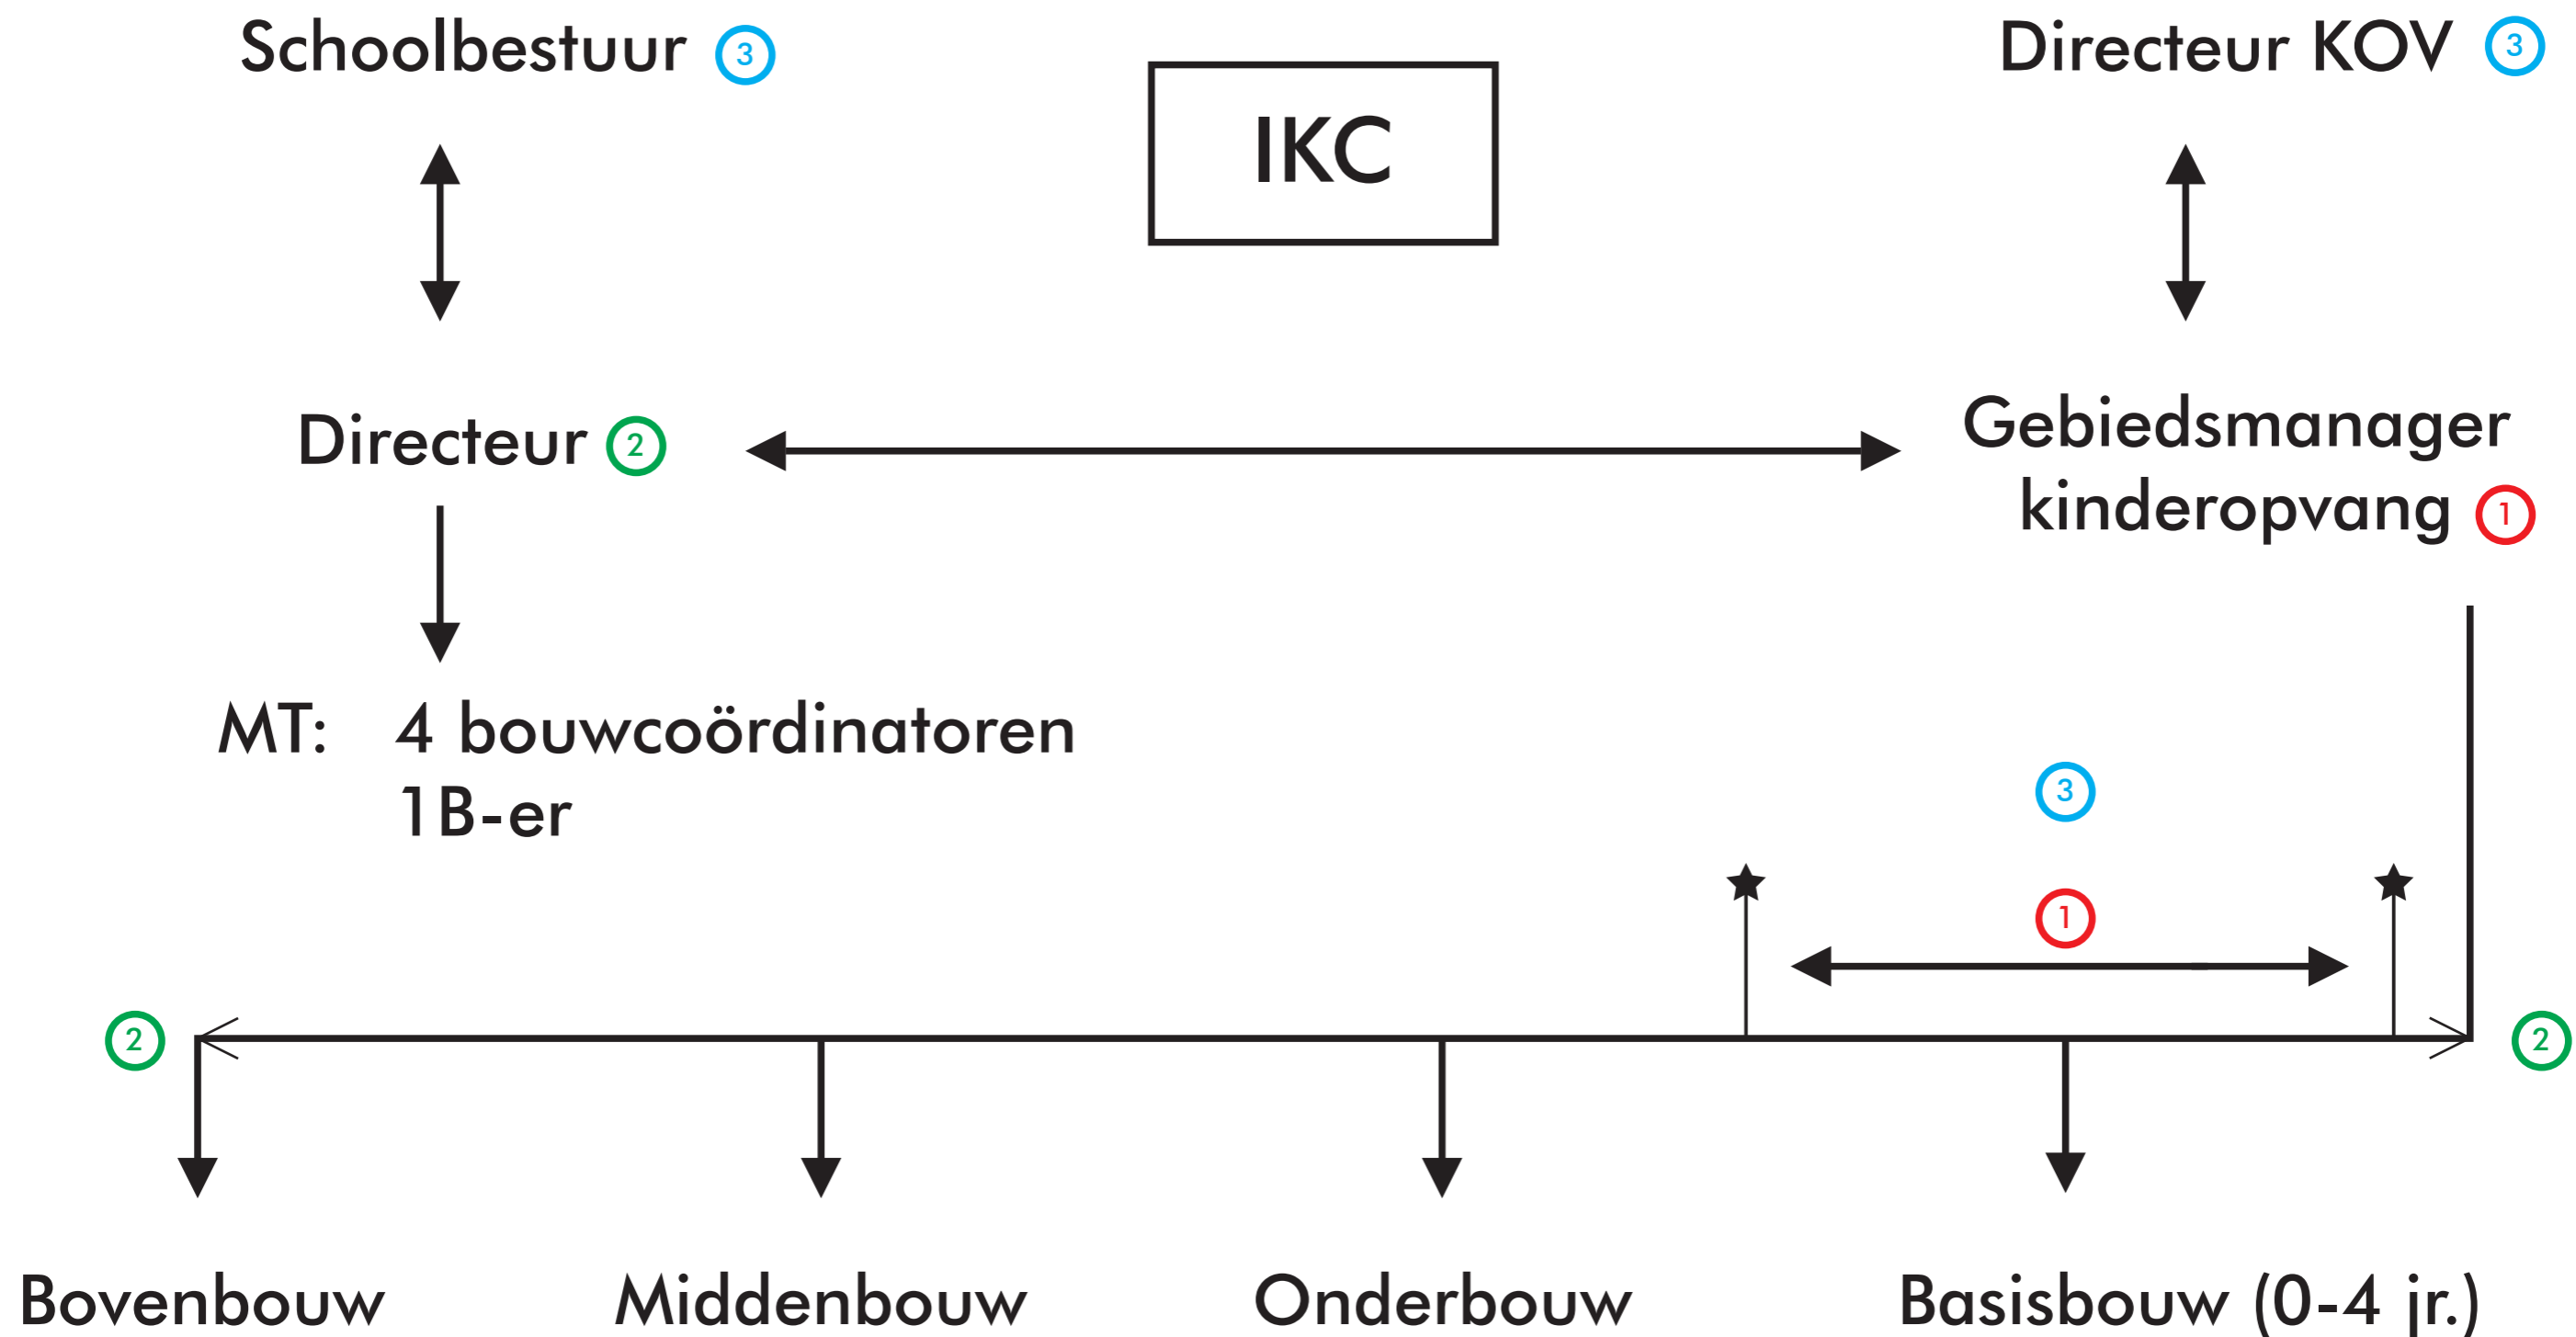 Schoolbestuur 3
IKC
Directeur KOV 3
Directeur 2
Gebiedsmanager
kinderopvang 1
MT: 4 bouwcoördinatoren
1B-er
3
1
2
2
Bovenbouw
Middenbouw
Onderbouw
Basisbouw (0-4 jr.)